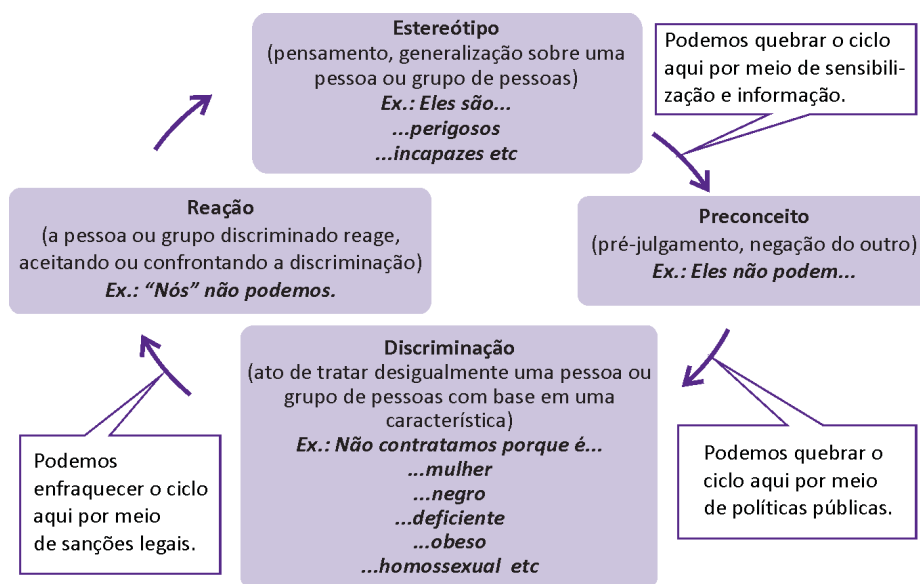 Estereótipo
(pensamento, generalização sobre uma
pessoa ou grupo de pessoas)
Ex.: Eles são...
...perigosos
...incapazes etc
Podemos quebrar o ciclo
aqui por meio de sensibili-
zação e informação.
Preconceito
(pré-julgamento, negação do outro)
Ex.: Eles não podem...
Podemos quebrar o
ciclo aqui por meio
de políticas públicas.
Discriminação
(ato de tratar desigualmente uma pessoa ou
grupo de pessoas com base em uma
característica)
Ex.: Não contratamos porque é...
...mulher
...negro
...deficiente
...obeso
...homossexual etc
Podemos
enfraquecer o ciclo
aqui por meio
de sanções legais.
Reação
(a pessoa ou grupo discriminado reage,
aceitando ou confrontando a discriminação)
Ex.: “Nós” não podemos.